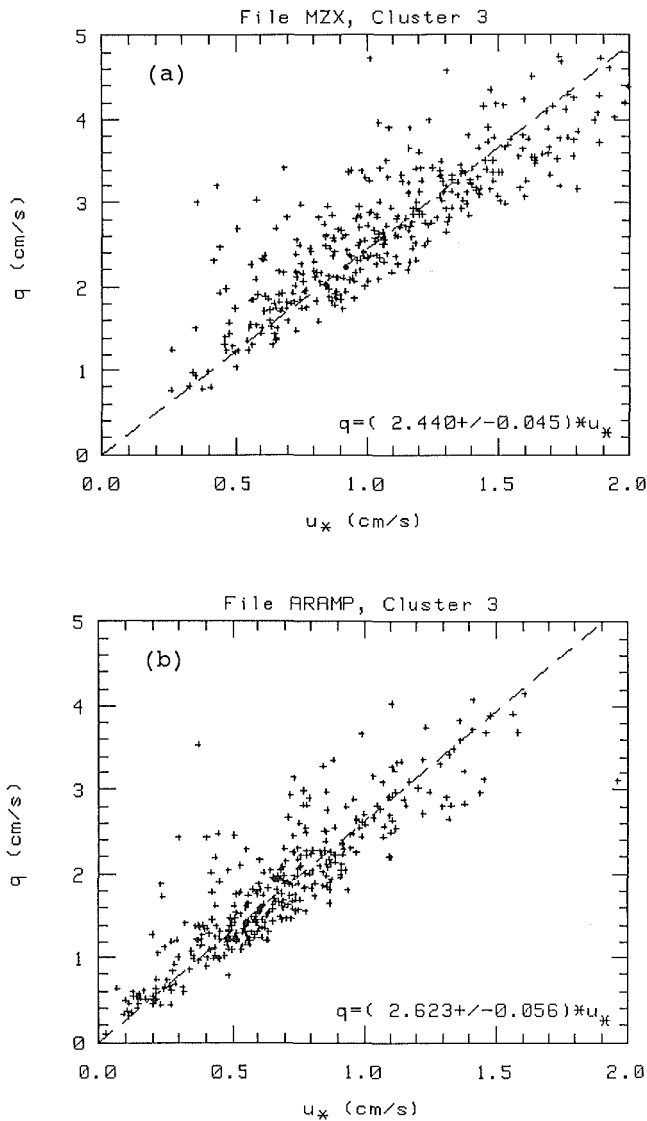 File MZX, Cluster 3
(a)
5
4
3
2
1
0
q (cm/s)
q=( 2.440+/-0.045)*u*
0.0 0.5 1.0 1.5 2.0
u* (cm/s)
File ARAMP, Cluster 3
(b)
5
4
3
2
1
0
q (cm/s)
q=( 2.623+/-0.056)*u*
0.0 0.5 1.0 1.5 2.0
u* (cm/s)